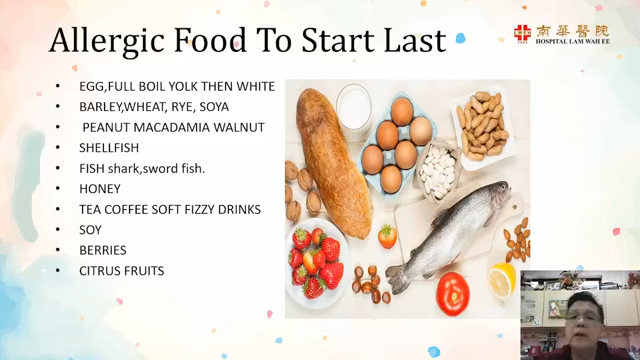 Allergic Food To Start Last
南華醫院
HOSPITAL LAM WAH EE
• EGG,FULL BOIL YOLK THEN WHITE
• BARLEY,WHEAT, RYE, SOYA
• PEANUT MACADAMIA WALNUT
• SHELLFISH
• FISH shark,sword fish.
• HONEY
• TEA COFFEE SOFT FIZZY DRINKS
• SOY
• BERRIES
• CITRUS FRUITS